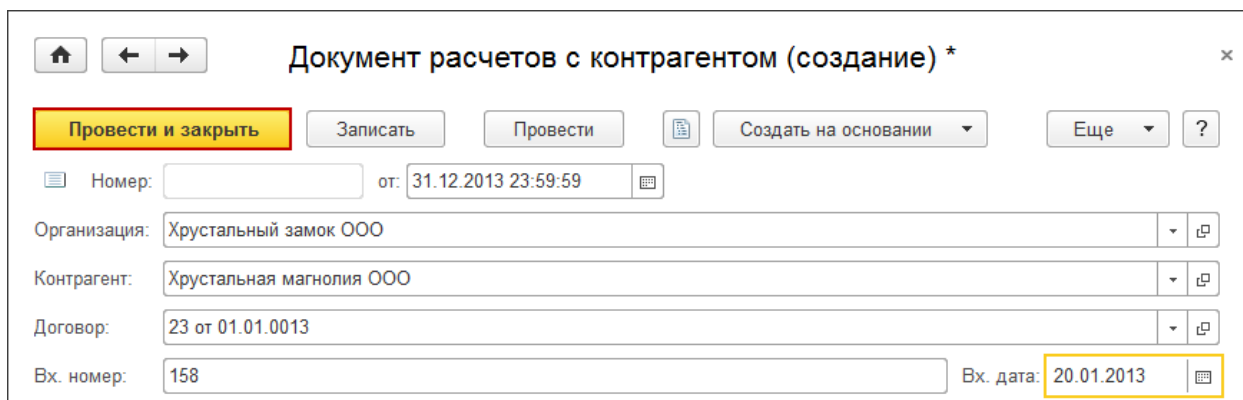 Документ расчетов с контрагентом (создание) *
Провести и закрыть Записать Провести Создать на основании Еще ?
Номер: от: 31.12.2013 23:59:59
Организация: Хрустальный замок ООО
Контрагент: Хрустальная магнолия ООО
Договор: 23 от 01.01.0013
Вх. номер: 158 Вх. дата: 20.01.2013